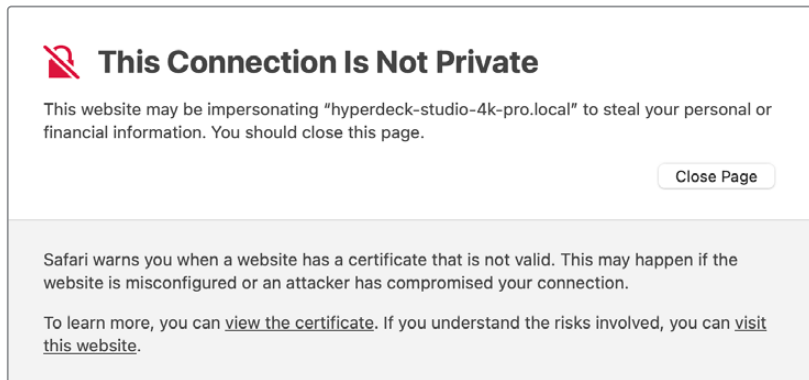 This Connection Is Not Private
This website may be impersonating “hyperdeck-studio-4k-pro.local” to steal your personal or
financial information. You should close this page.
Close Page
Safari warns you when a website has a certificate that is not valid. This may happen if the
website is misconfigured or an attacker has compromised your connection.
To learn more, you can view the certificate. If you understand the risks involved, you can visit
this website.